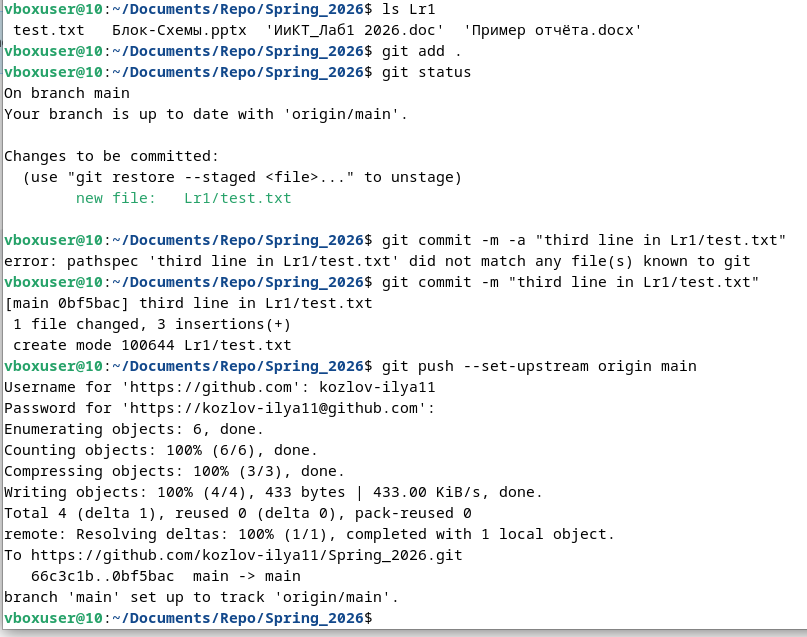 vboxuser@10:~/Documents/Repo/Spring_2026$ ls Lr1
test.txt   Блок-Схемы.pptx  'ИиКТ_Лаб1 2026.doc'  'Пример отчёта.docx'
vboxuser@10:~/Documents/Repo/Spring_2026$ git add .
vboxuser@10:~/Documents/Repo/Spring_2026$ git status
On branch main
Your branch is up to date with 'origin/main'.
Changes to be committed:
  (use "git restore --staged <file>..." to unstage)
        new file:   Lr1/test.txt
vboxuser@10:~/Documents/Repo/Spring_2026$ git commit -m -a "third line in Lr1/test.txt"
error: pathspec 'third line in Lr1/test.txt' did not match any file(s) known to git
vboxuser@10:~/Documents/Repo/Spring_2026$ git commit -m "third line in Lr1/test.txt"
[main 0bf5bac] third line in Lr1/test.txt
 1 file changed, 3 insertions(+)
 create mode 100644 Lr1/test.txt
vboxuser@10:~/Documents/Repo/Spring_2026$ git push --set-upstream origin main
Username for 'https://github.com': kozlov-ilya11
Password for 'https://kozlov-ilya11@github.com':
Enumerating objects: 6, done.
Counting objects: 100% (6/6), done.
Compressing objects: 100% (3/3), done.
Writing objects: 100% (4/4), 433 bytes | 433.00 KiB/s, done.
Total 4 (delta 1), reused 0 (delta 0), pack-reused 0
remote: Resolving deltas: 100% (1/1), completed with 1 local object.
To https://github.com/kozlov-ilya11/Spring_2026.git
   66c3c1b..0bf5bac  main -> main
branch 'main' set up to track 'origin/main'.
vboxuser@10:~/Documents/Repo/Spring_2026$